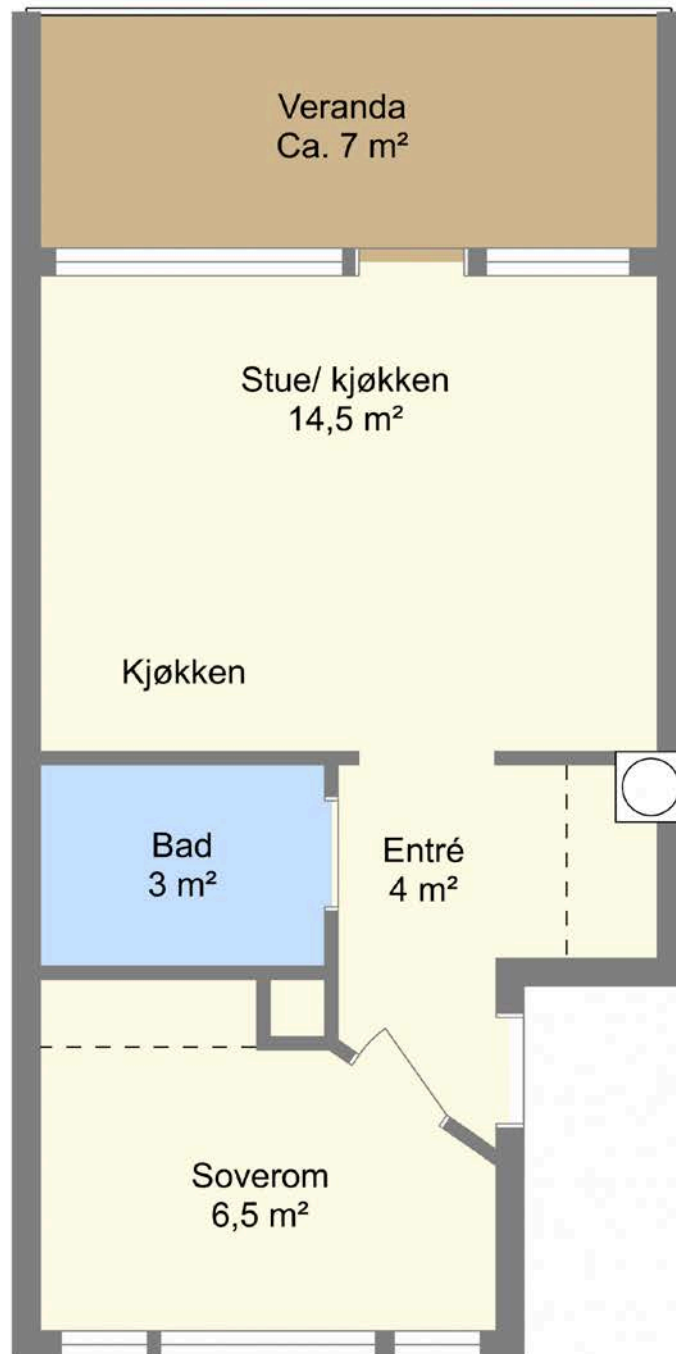 Veranda
Ca. 7 m²
Stue/ kjøkken
14,5 m²
Kjøkken
Bad
3 m²
Entré
4 m²
Soverom
6,5 m²